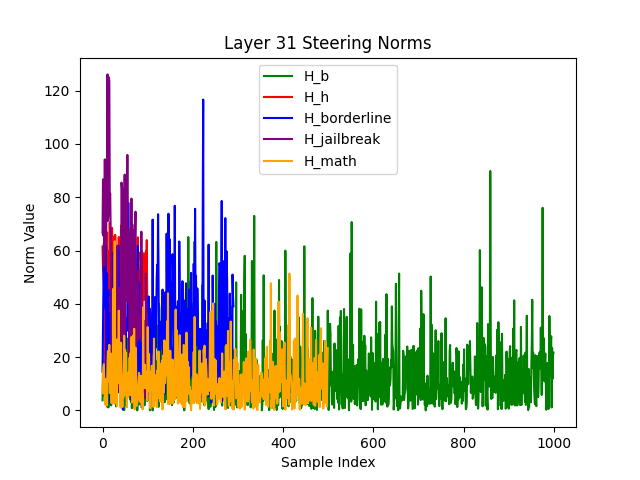 Layer 31 Steering Norms
H_b
H_h
H_borderline
H_jailbreak
H_math
Norm Value
120
100
80
60
40
20
0
0 200 400 600 800 1000
Sample Index